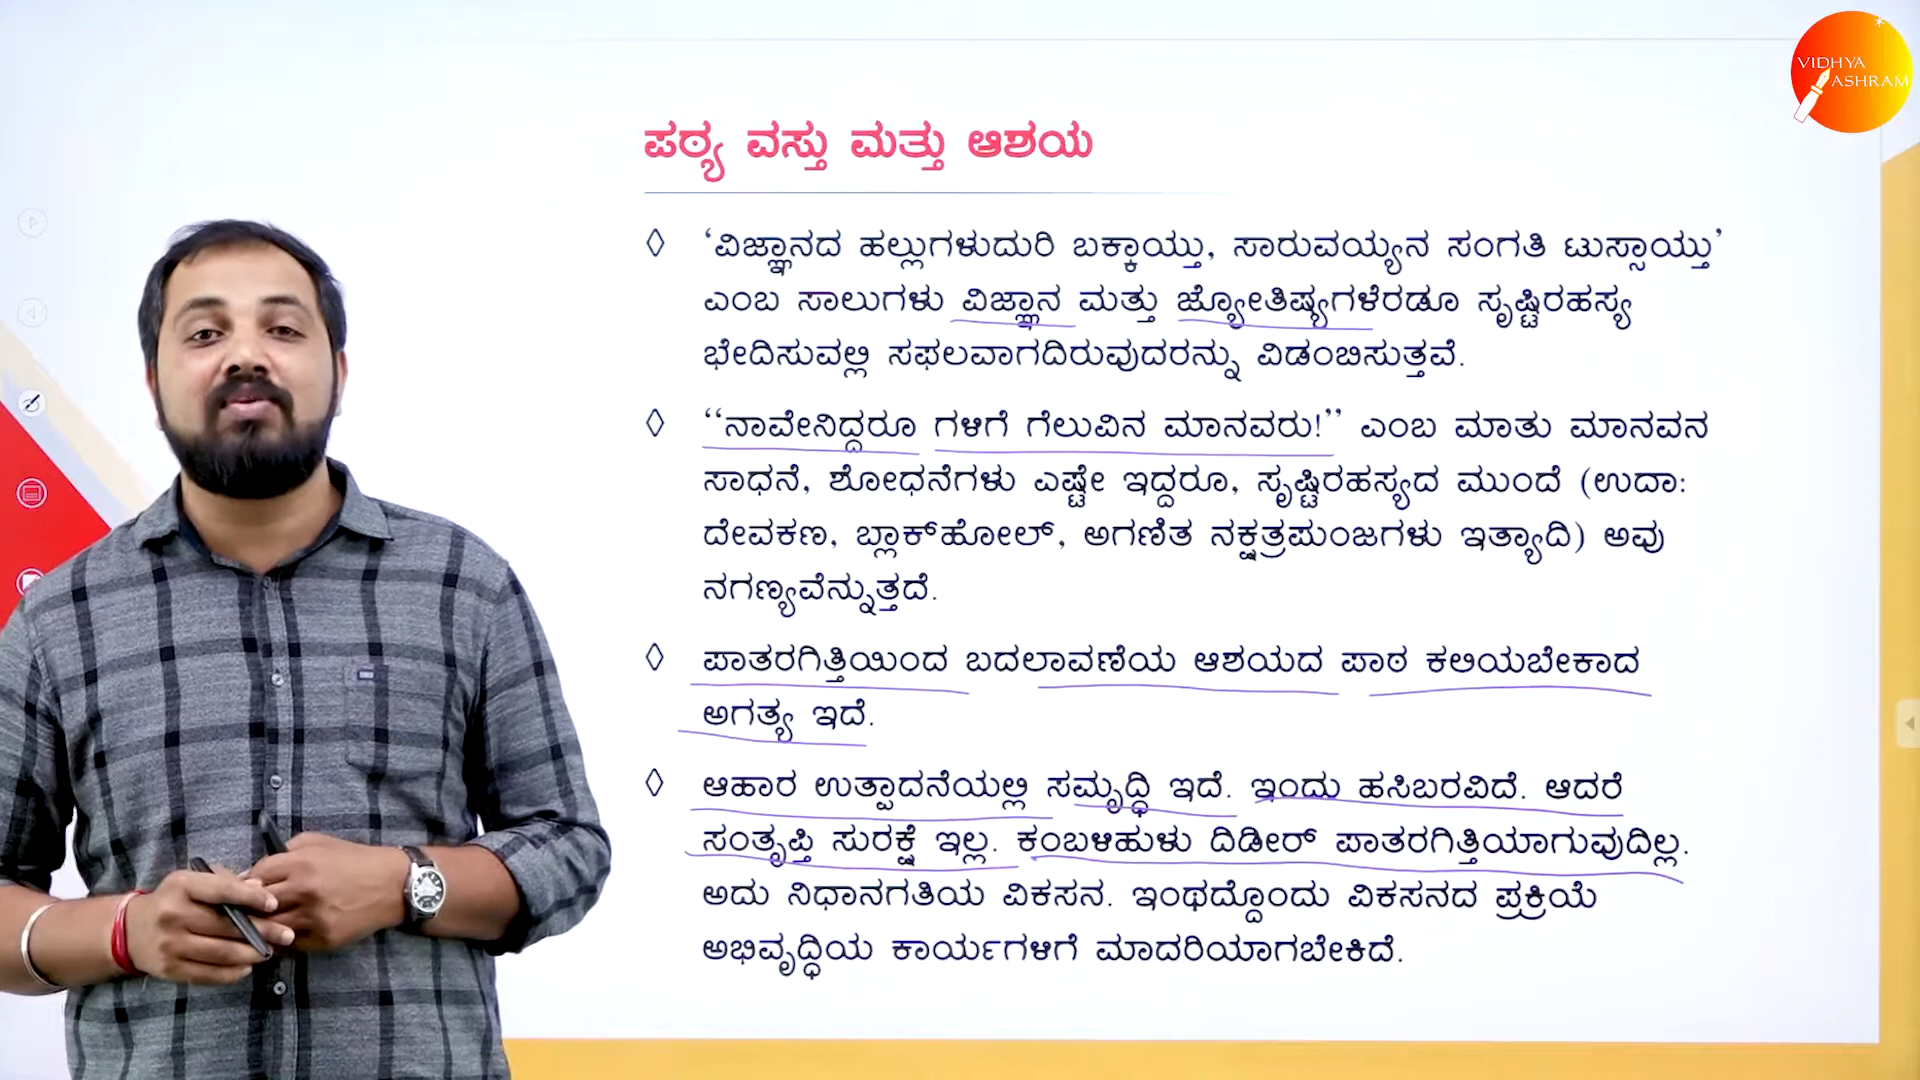 VIDHYA
ASHRAM
ಪಠ್ಯ ವಸ್ತು ಮತ್ತು ಆಶಯ
‘ವಿಜ್ಞಾನದ ಹಲ್ಲುಗಳುದುರಿ ಬಕ್ಕಾಯ್ತು, ಸಾರುವಯ್ಯನ ಸಂಗತಿ ಟುಸ್ಸಾಯ್ತು’
ಎಂಬ ಸಾಲುಗಳು ವಿಜ್ಞಾನ ಮತ್ತು ಜ್ಯೋತಿಷ್ಯಗಳೆರಡೂ ಸೃಷ್ಟಿರಹಸ್ಯ
ಭೇದಿಸುವಲ್ಲಿ ಸಫಲವಾಗದಿರುವುದರನ್ನು ವಿಡಂಬಿಸುತ್ತವೆ.
“ನಾವೇನಿದ್ದರೂ ಗಳಿಗೆ ಗೆಲುವಿನ ಮಾನವರು!” ಎಂಬ ಮಾತು ಮಾನವನ
ಸಾಧನೆ, ಶೋಧನೆಗಳು ಎಷ್ಟೇ ಇದ್ದರೂ, ಸೃಷ್ಟಿರಹಸ್ಯದ ಮುಂದೆ (ಉದಾ:
ದೇವಕಣ, ಬ್ಲಾಕ್‌ಹೋಲ್, ಅಗಣಿತ ನಕ್ಷತ್ರಪುಂಜಗಳು ಇತ್ಯಾದಿ) ಅವು
ನಗಣ್ಯವೆನ್ನುತ್ತದೆ.
ಪಾತರಗಿತ್ತಿಯಿಂದ ಬದಲಾವಣೆಯ ಆಶಯದ ಪಾಠ ಕಲಿಯಬೇಕಾದ
ಅಗತ್ಯ ಇದೆ.
ಆಹಾರ ಉತ್ಪಾದನೆಯಲ್ಲಿ ಸಮೃದ್ಧಿ ಇದೆ. ಇಂದು ಹಸಿಬರವಿದೆ. ಆದರೆ
ಸಂತೃಪ್ತಿ ಸುರಕ್ಷೆ ಇಲ್ಲ. ಕಂಬಳಿಹುಳು ದಿಡೀರ್ ಪಾತರಗಿತ್ತಿಯಾಗುವುದಿಲ್ಲ.
ಅದು ನಿಧಾನಗತಿಯ ವಿಕಸನ. ಇಂಥದ್ದೊಂದು ವಿಕಸನದ ಪ್ರಕ್ರಿಯೆ
ಅಭಿವೃದ್ಧಿಯ ಕಾರ್ಯಗಳಿಗೆ ಮಾದರಿಯಾಗಬೇಕಿದೆ.